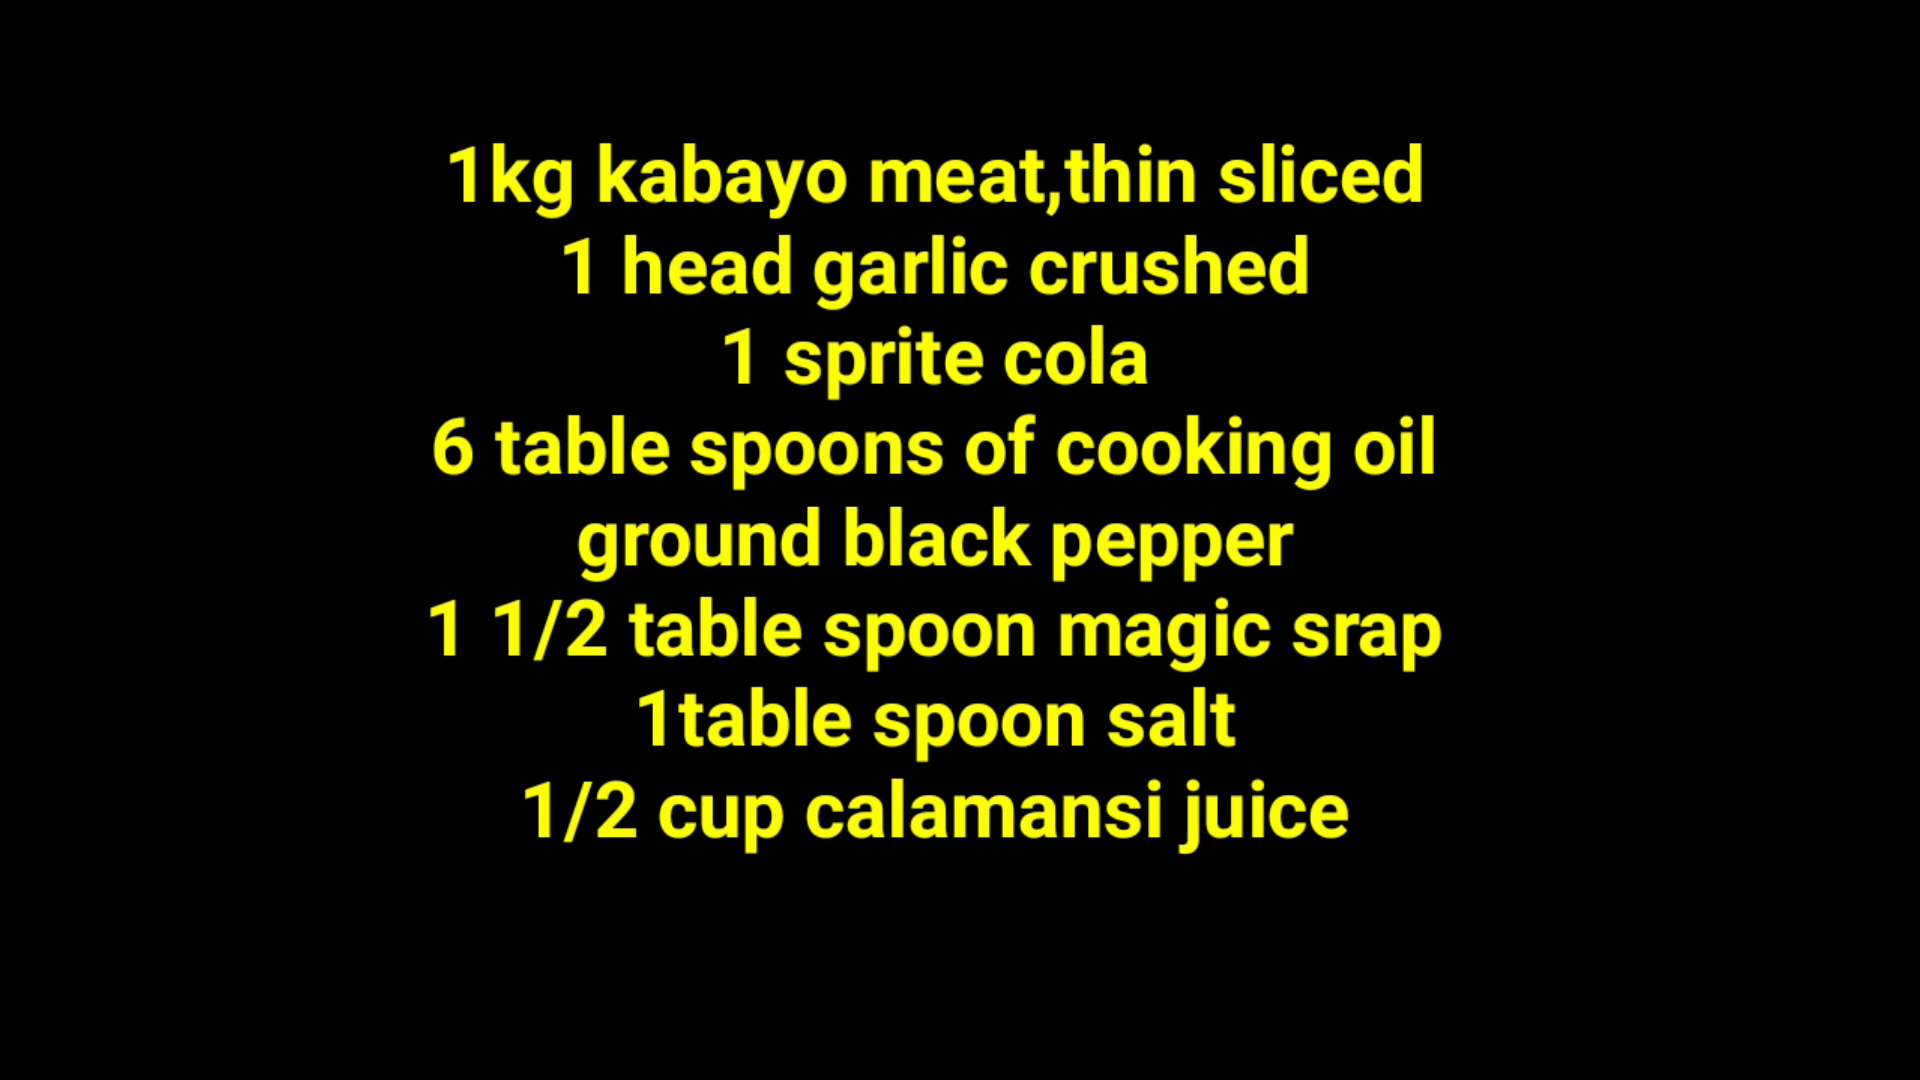 1kg kabayo meat,thin sliced
1 head garlic crushed
1 sprite cola
6 table spoons of cooking oil
ground black pepper
1 1/2 table spoon magic srap
1table spoon salt
1/2 cup calamansi juice